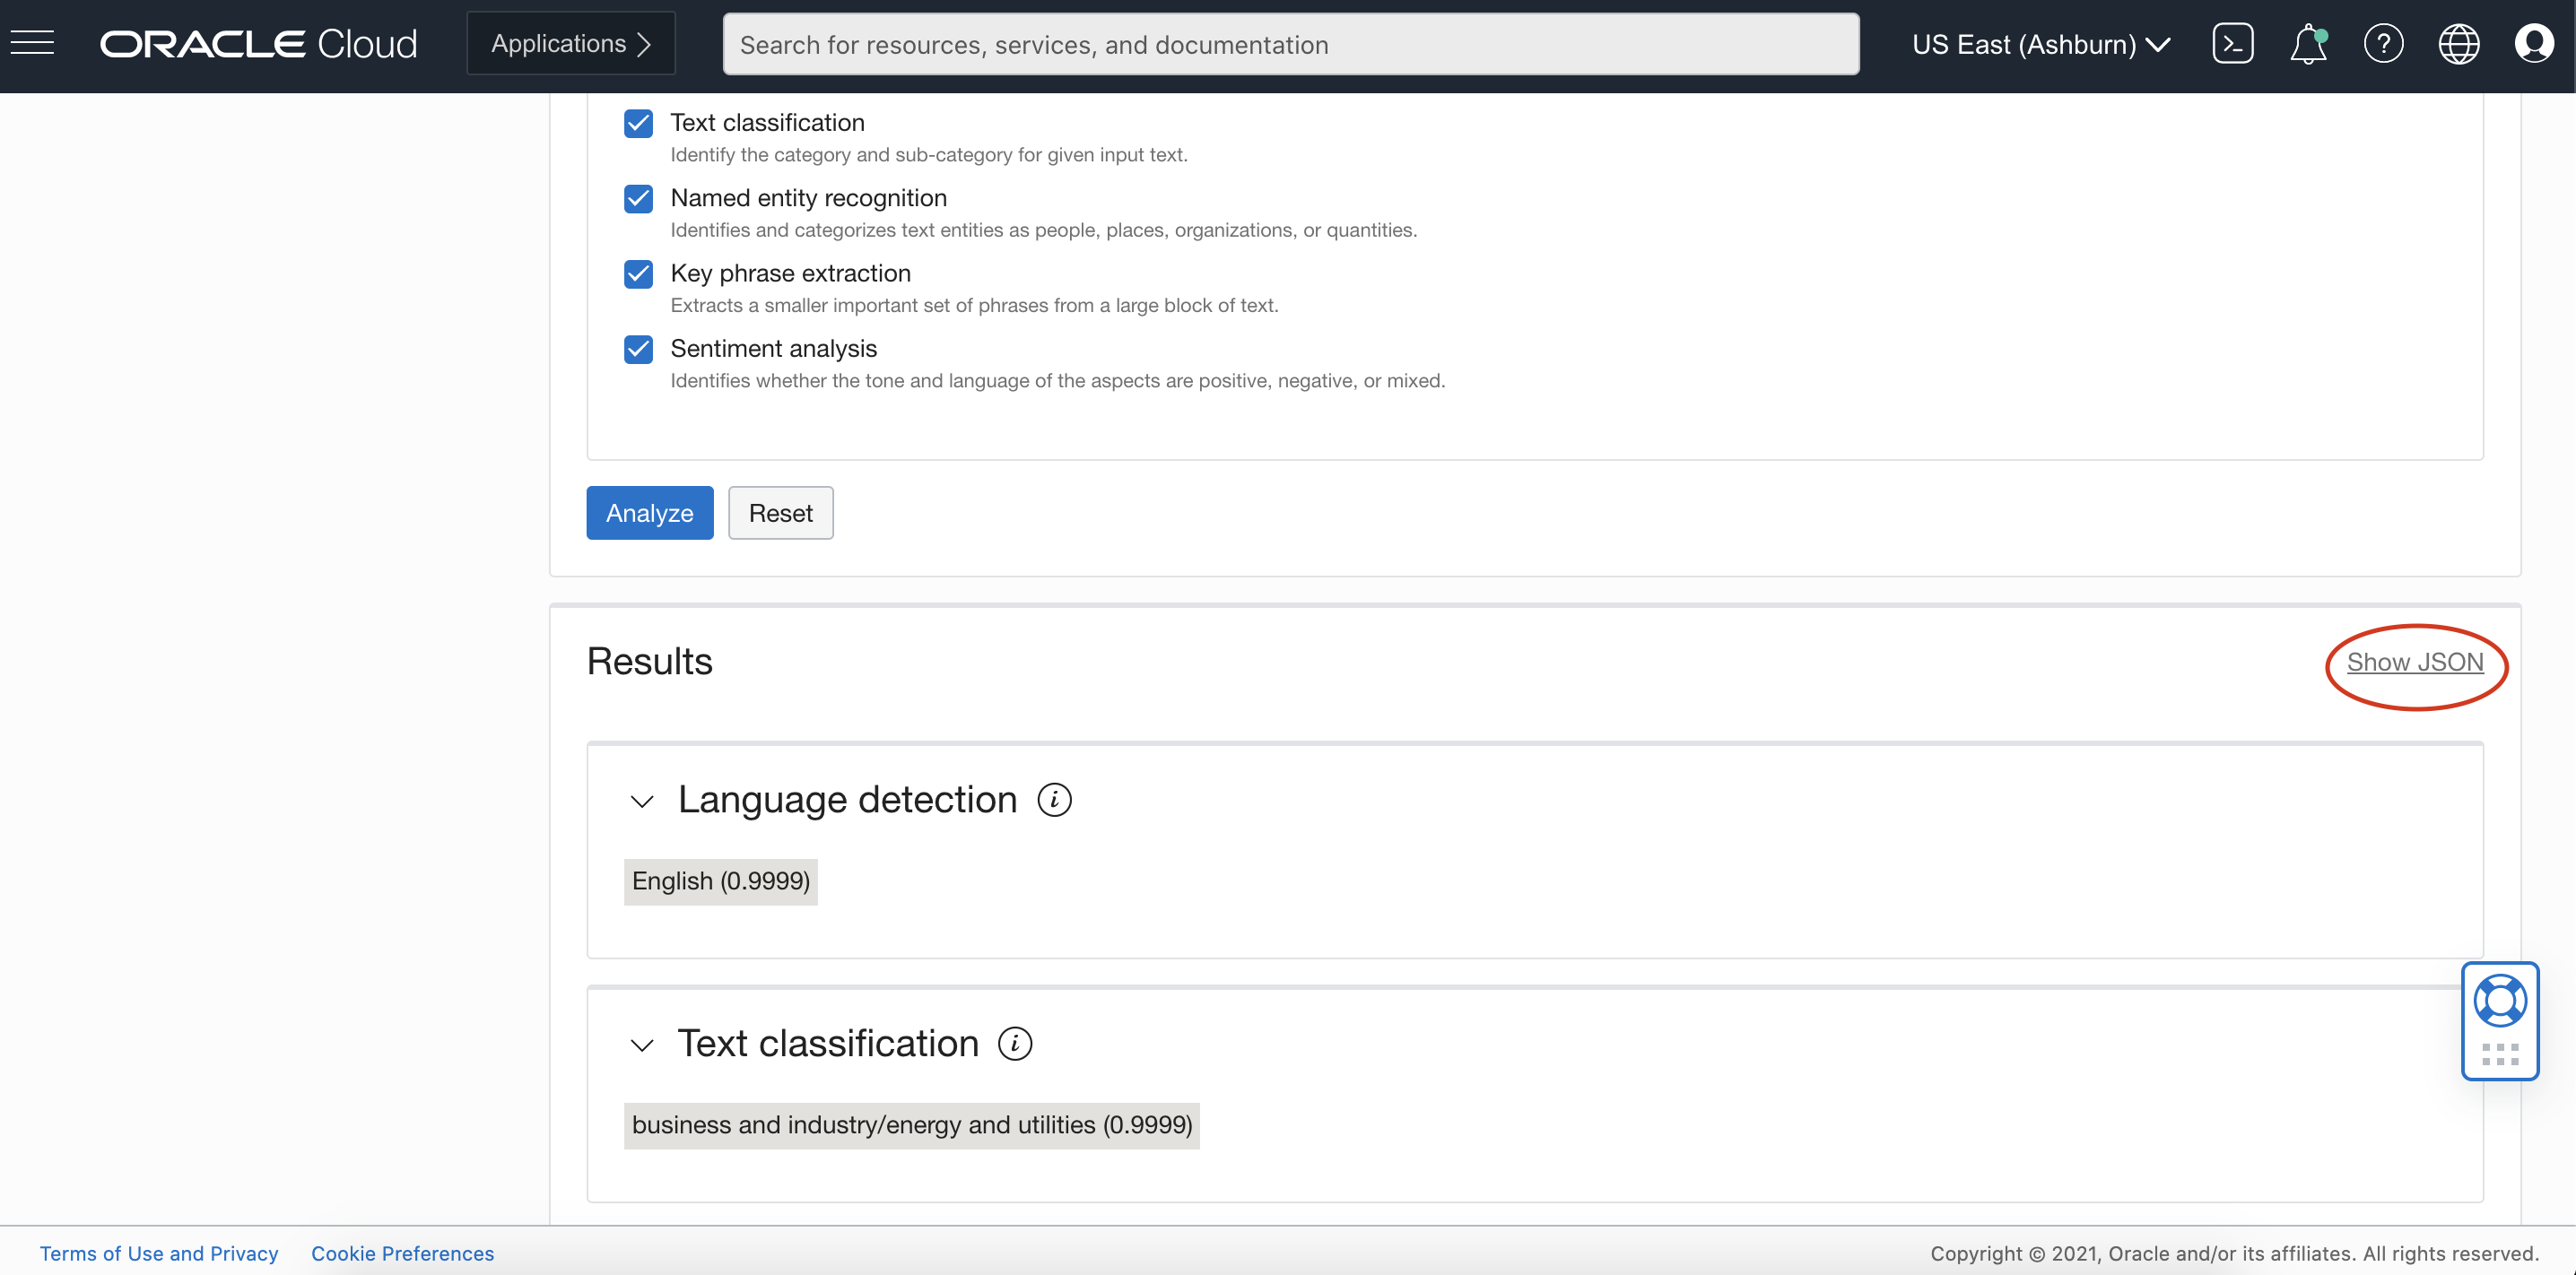 ORACLE Cloud
Applications
Search for resources, services, and documentation
US East (Ashburn)
Text classification
Identify the category and sub-category for given input text.
Named entity recognition
Identifies and categorizes text entities as people, places, organizations, or quantities.
Key phrase extraction
Extracts a smaller important set of phrases from a large block of text.
Sentiment analysis
Identifies whether the tone and language of the aspects are positive, negative, or mixed.
Analyze
Reset
Results
Show JSON
Language detection
English (0.9999)
Text classification
business and industry/energy and utilities (0.9999)
Terms of Use and Privacy
Cookie Preferences
Copyright © 2021, Oracle and/or its affiliates. All rights reserved.